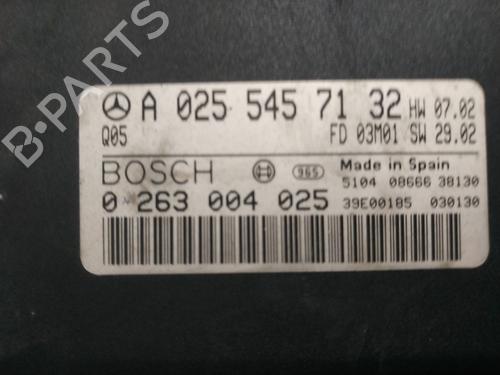 B-PARTS
A 025 545 71 32 HW 07.02
Q05 FD 03M01 SW 29.02
BOSCH 965 Made in Spain
5104 08666 38130
0 263 004 025 39E00185 030130